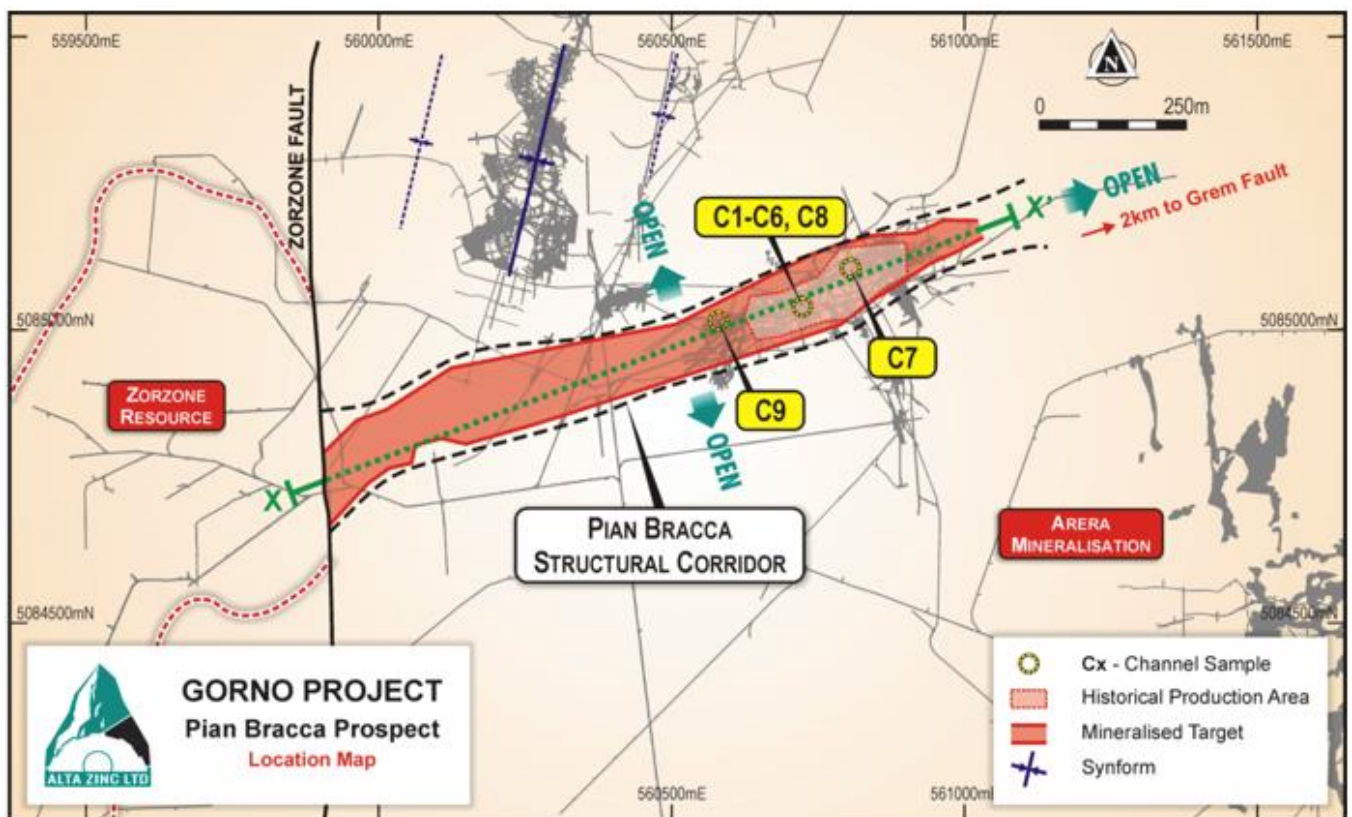 559500mE
560000mE
560500mE
561000mE
561500mE
N
0
250m
ZORZONE FAULT
OPEN
C1-C6, C8
X'
OPEN
2km to Grem Fault
5085000mN
5085000mN
C7
ZORZONE
RESOURCE
C9
OPEN
X
PIAN BRACCA
STRUCTURAL CORRIDOR
ARERA
MINERALISATION
5084500mN
5084500mN
GORNO PROJECT
Pian Bracca Prospect
Location Map
ALTA ZINC LTD
Cx - Channel Sample
Historical Production Area
Mineralised Target
Synform
560500mE
561000mE